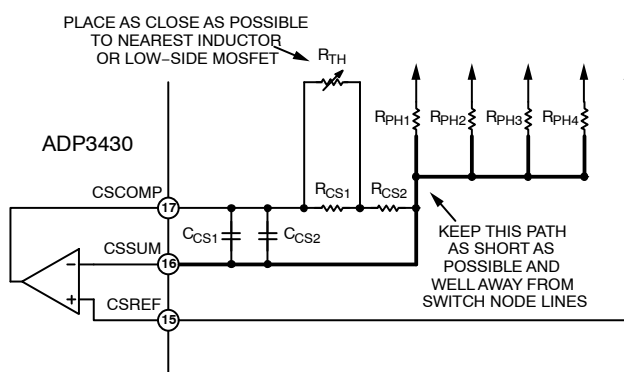 PLACE AS CLOSE AS POSSIBLE
TO NEAREST INDUCTOR
OR LOW–SIDE MOSFET
RTH
RPH1
RPH2
RPH3
RPH4
ADP3430
CSCOMP
17
RCS1
RCS2
CCS1
CCS2
KEEP THIS PATH
AS SHORT AS
POSSIBLE AND
WELL AWAY FROM
SWITCH NODE LINES
CSSUM
16
–
+
CSREF
15